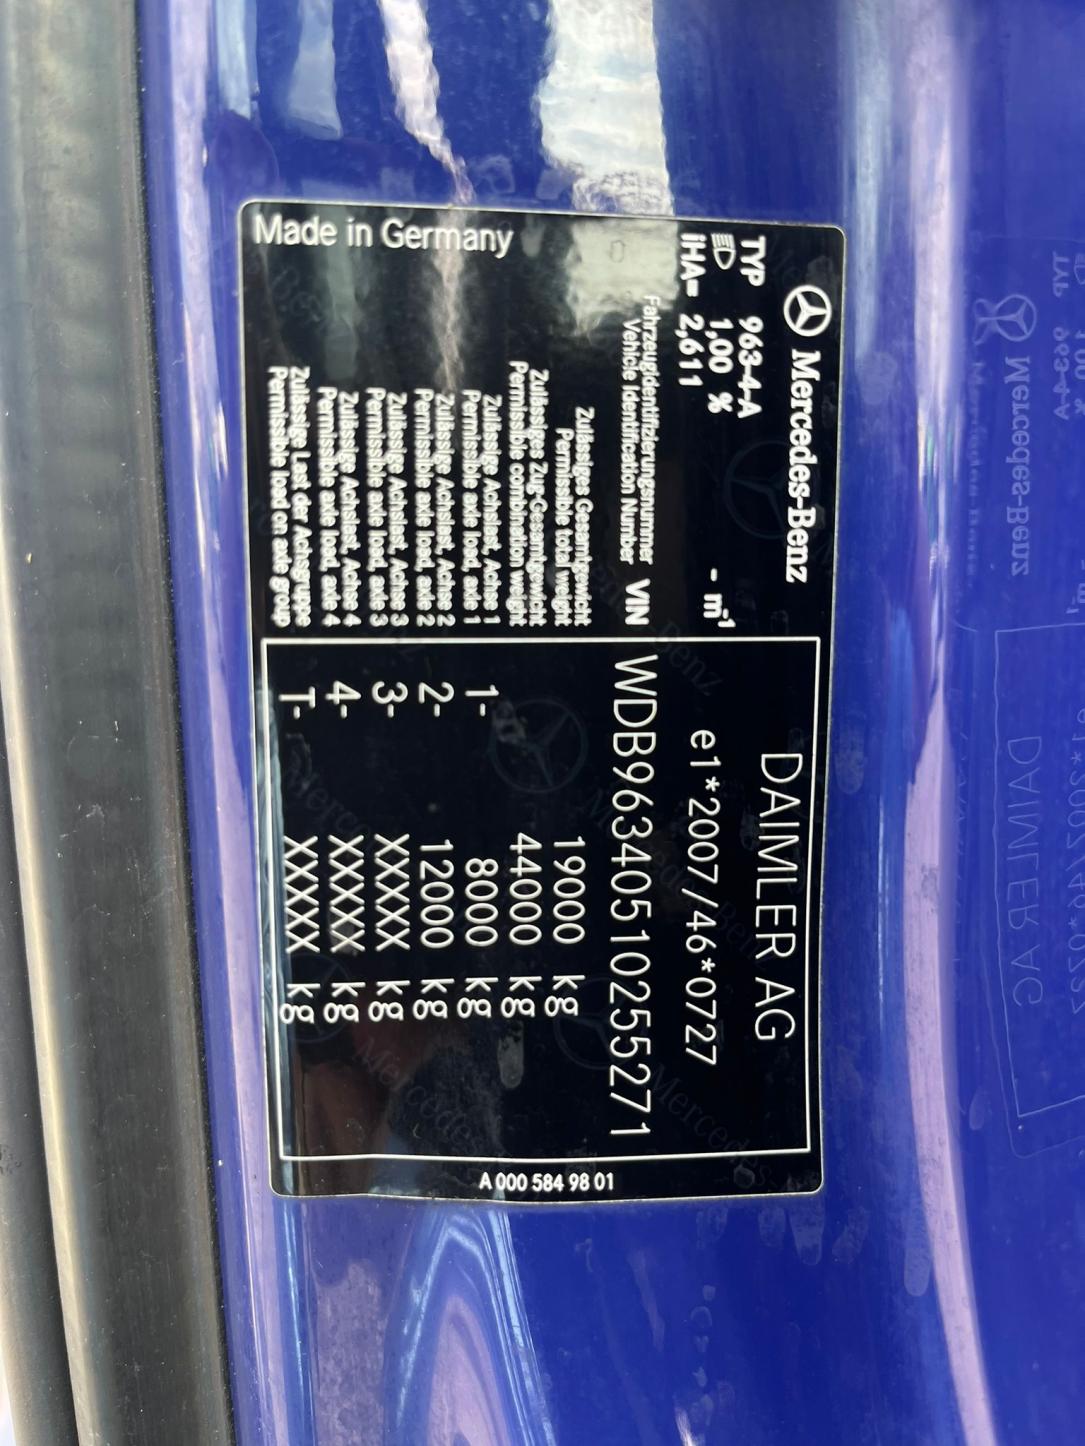 Mercedes-Benz
DAIMLER AG
TYP 963-4-A
1,00 % - m⁻¹
e1*2007/46*0727
iHA= 2,611
Fahrzeugidentifizierungsnummer
Vehicle Identification Number VIN WDB9634051025527​1
Zulässiges Gesamtgewicht
Permissible total weight 19000 kg
Zulässiges Zug-Gesamtgewicht
Permissible combination weight 44000 kg
Zulässige Achslast, Achse 1
Permissible axle load, axle 1 1- 8000 kg
Zulässige Achslast, Achse 2
Permissible axle load, axle 2 2- 12000 kg
Zulässige Achslast Achse 3
Permissible axle load, axle 3 3- XXXXX kg
Zulässige Achslast, Achse 4
Permissible axle load, axle 4 4- XXXXX kg
Zulässige Last der Achsgruppe
Permissible load of axle group T- XXXXX kg
Made in Germany
A 000 584 98 01